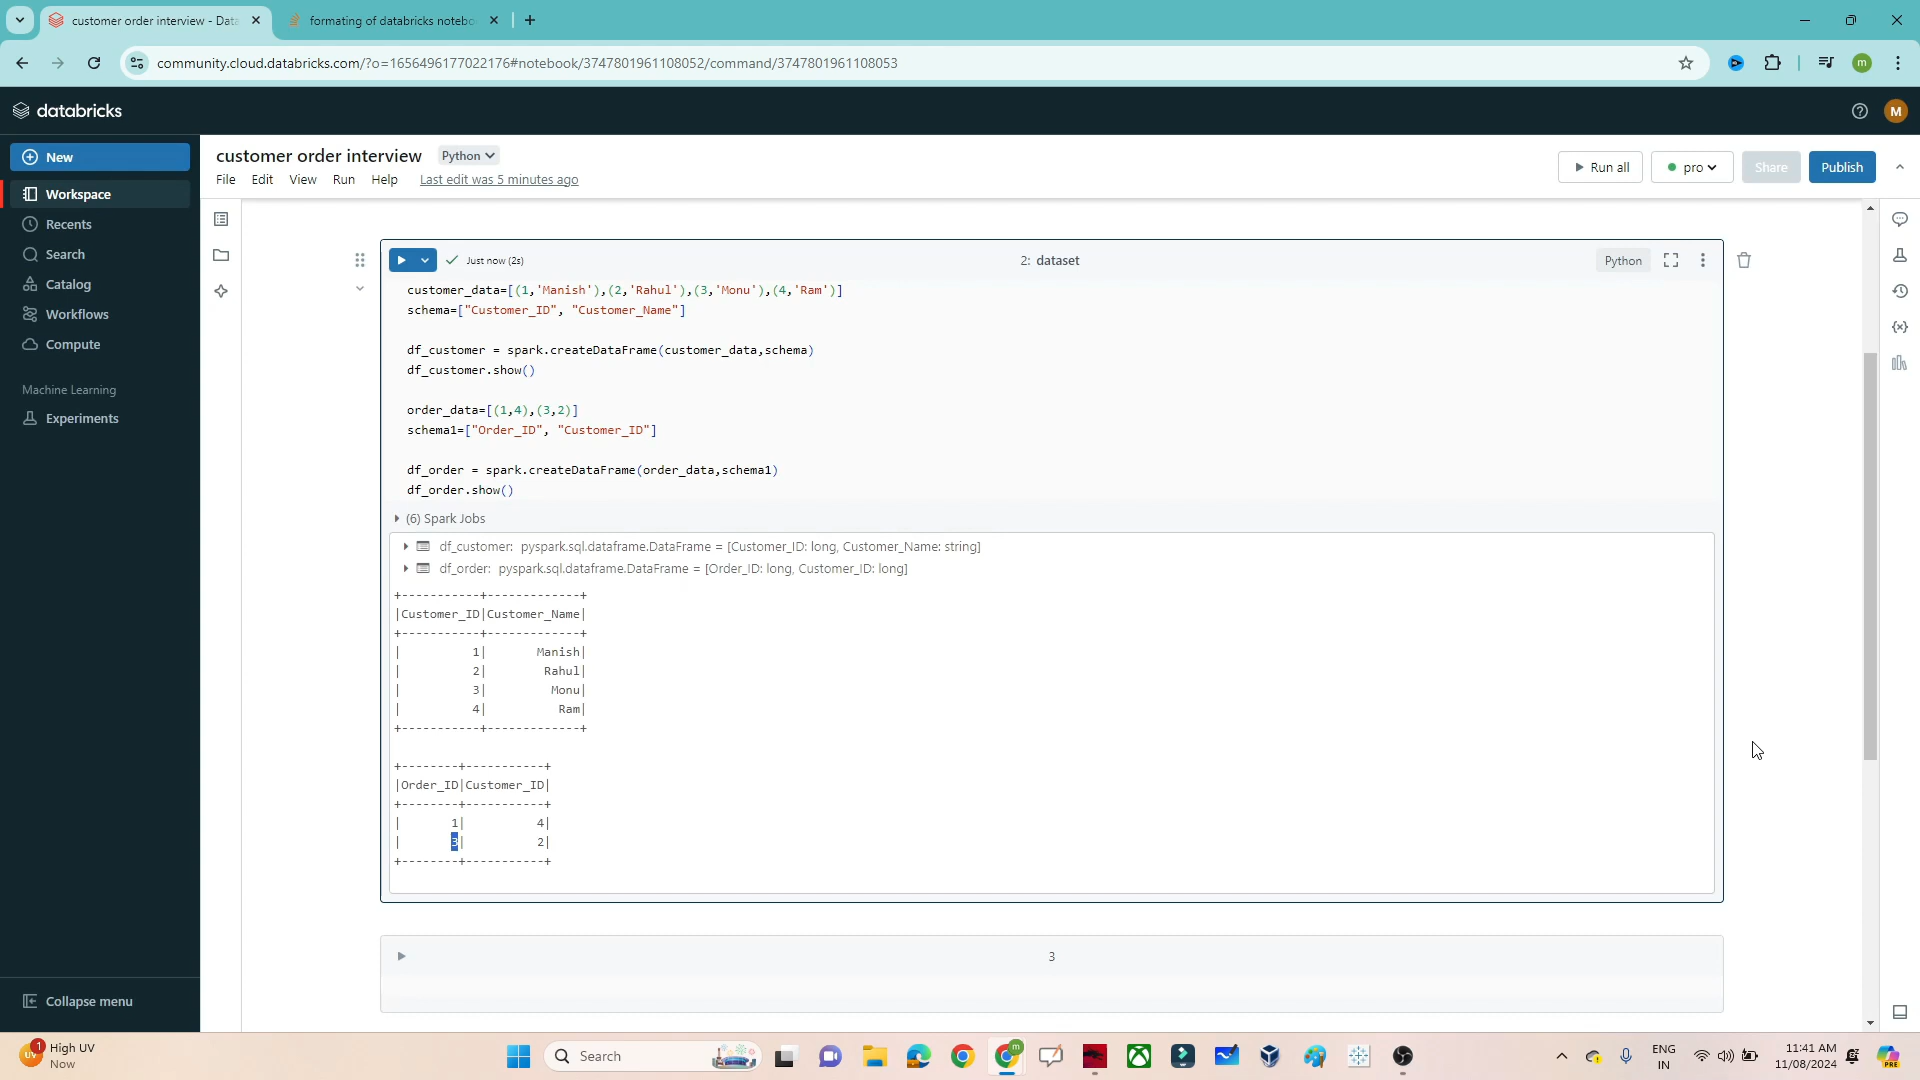 customer order interview - Data
formating of databricks notebo
community.cloud.databricks.com/?o=1656496177022176#notebook/3747801961108052/command/3747801961108053
m
databricks
M
New
Workspace
Recents
Search
Catalog
Workflows
Compute
Machine Learning
Experiments
Collapse menu
customer order interview
Python
File Edit View Run Help Last edit was 5 minutes ago
Run all
pro
Share
Publish
Just now (2s)
2: dataset
Python
customer_data=[(1,'Manish'),(2,'Rahul'),(3,'Monu'),(4,'Ram')]
schema=["Customer_ID", "Customer_Name"]
df_customer = spark.createDataFrame(customer_data,schema)
df_customer.show()
order_data=[(1,4),(3,2)]
schema1=["Order_ID", "Customer_ID"]
df_order = spark.createDataFrame(order_data,schema1)
df_order.show()
(6) Spark Jobs
df_customer: pyspark.sql.dataframe.DataFrame = [Customer_ID: long, Customer_Name: string]
df_order: pyspark.sql.dataframe.DataFrame = [Order_ID: long, Customer_ID: long]
+-----------+-------------+
|Customer_ID|Customer_Name|
+-----------+-------------+
|          1|       Manish|
|          2|        Rahul|
|          3|         Monu|
|          4|          Ram|
+-----------+-------------+
+--------+-----------+
|Order_ID|Customer_ID|
+--------+-----------+
|       1|          4|
|       3|          2|
+--------+-----------+
3
1
UV
High UV
Now
Search
m
ENG
IN
11:41 AM
11/08/2024
PRE